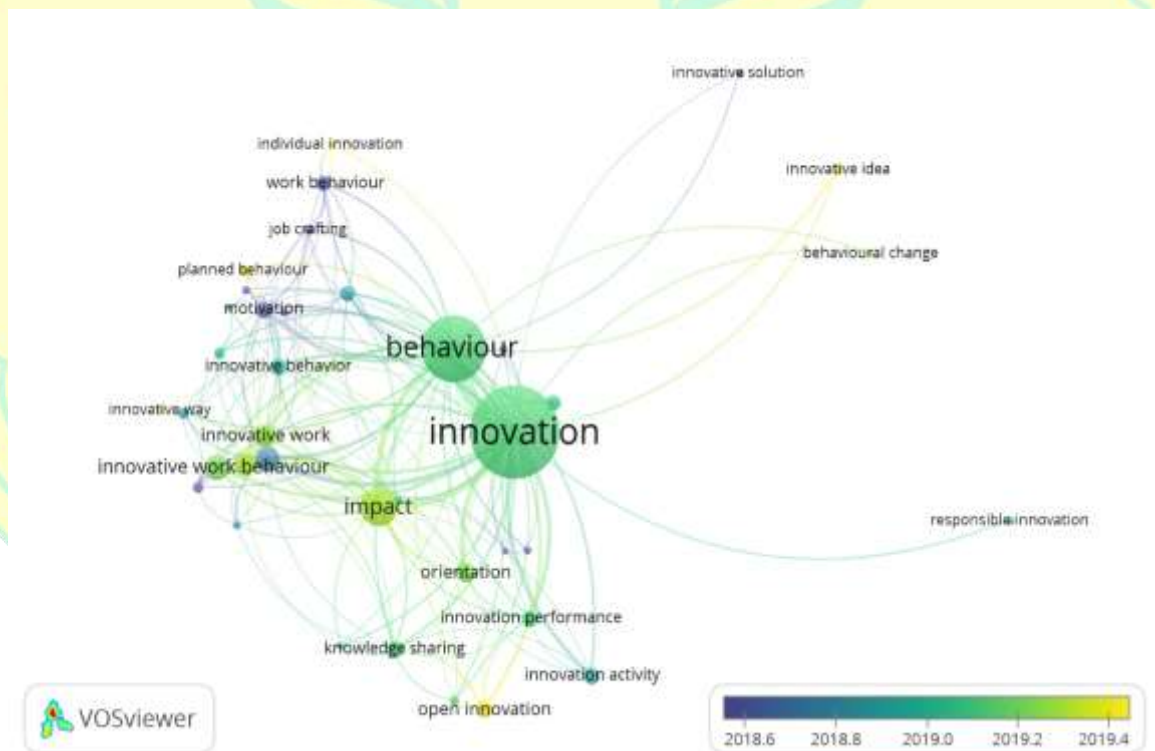 innovative solution
individual innovation
innovative idea
work behaviour
job crafting
behavioural change
planned behaviour
motivation
behaviour
innovative behavior
innovative way
innovation
innovative work
innovative work behaviour
impact
responsible innovation
orientation
innovation performance
knowledge sharing
innovation activity
open innovation
VOSviewer
2018.6 2018.8 2019.0 2019.2 2019.4